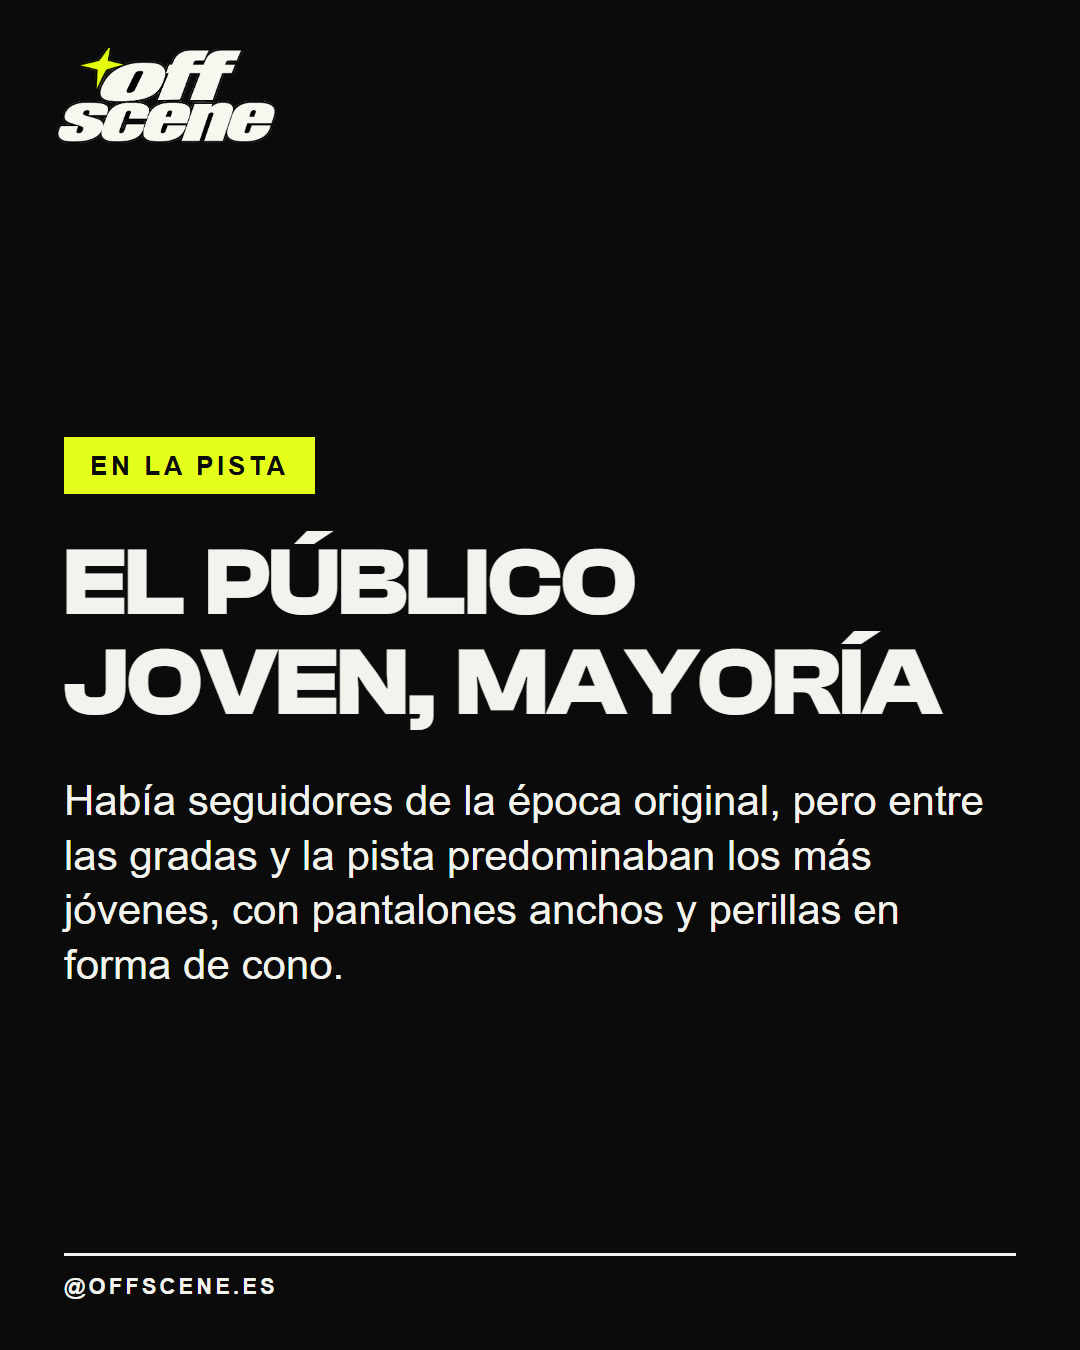 off
scene
EN LA PISTA
EL PÚBLICO
JOVEN, MAYORÍA
Había seguidores de la época original, pero entre
las gradas y la pista predominaban los más
jóvenes, con pantalones anchos y perillas en
forma de cono.
@OFFSCENE.ES